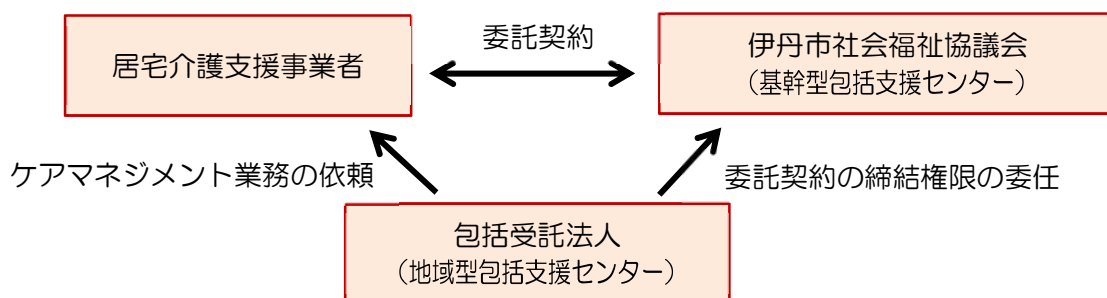 委託契約
居宅介護支援事業者
伊丹市社会福祉協議会
（基幹型包括支援センター）
ケアマネジメント業務の依頼
委託契約の締結権限の委任
包括受託法人
（地域型包括支援センター）